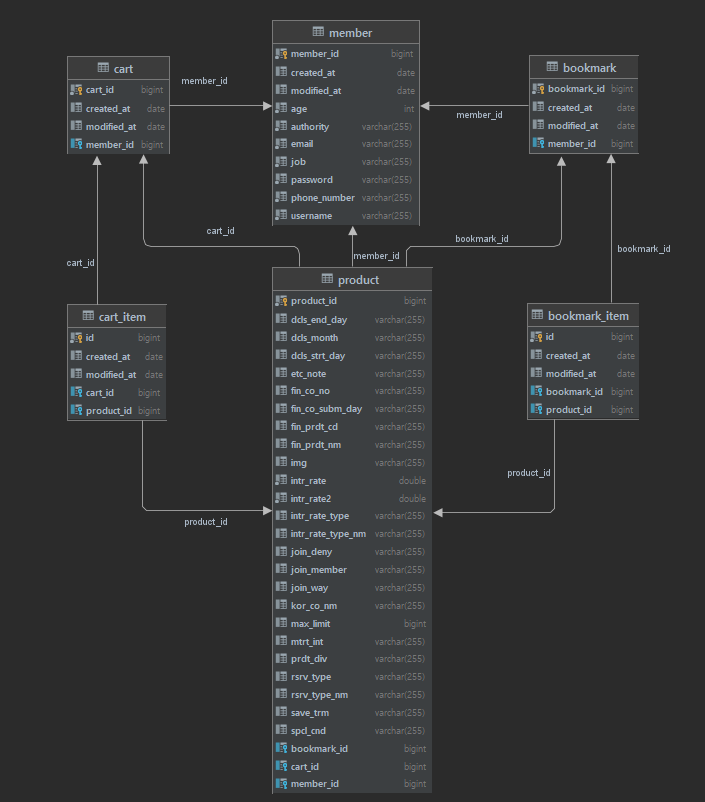 member
member_id bigint
created_at date
modified_at date
age int
authority varchar(255)
email varchar(255)
job varchar(255)
password varchar(255)
phone_number varchar(255)
username varchar(255)
cart
cart_id bigint
created_at date
modified_at date
member_id bigint
member_id
bookmark
bookmark_id bigint
created_at date
modified_at date
member_id bigint
member_id
cart_id
bookmark_id
member_id
cart_id
bookmark_id
cart_item
id bigint
created_at date
modified_at date
cart_id bigint
product_id bigint
product_id
product
product_id bigint
dcls_end_day varchar(255)
dcls_month varchar(255)
dcls_strt_day varchar(255)
etc_note varchar(255)
fin_co_no varchar(255)
fin_co_subm_day varchar(255)
fin_prdt_cd varchar(255)
fin_prdt_nm varchar(255)
img varchar(255)
intr_rate double
intr_rate2 double
intr_rate_type varchar(255)
intr_rate_type_nm varchar(255)
join_deny varchar(255)
join_member varchar(255)
join_way varchar(255)
kor_co_nm varchar(255)
max_limit bigint
mtrt_int varchar(255)
prdt_div varchar(255)
rsrv_type varchar(255)
rsrv_type_nm varchar(255)
save_trm varchar(255)
spcl_cnd varchar(255)
bookmark_id bigint
cart_id bigint
member_id bigint
bookmark_item
id bigint
created_at date
modified_at date
bookmark_id bigint
product_id bigint
product_id